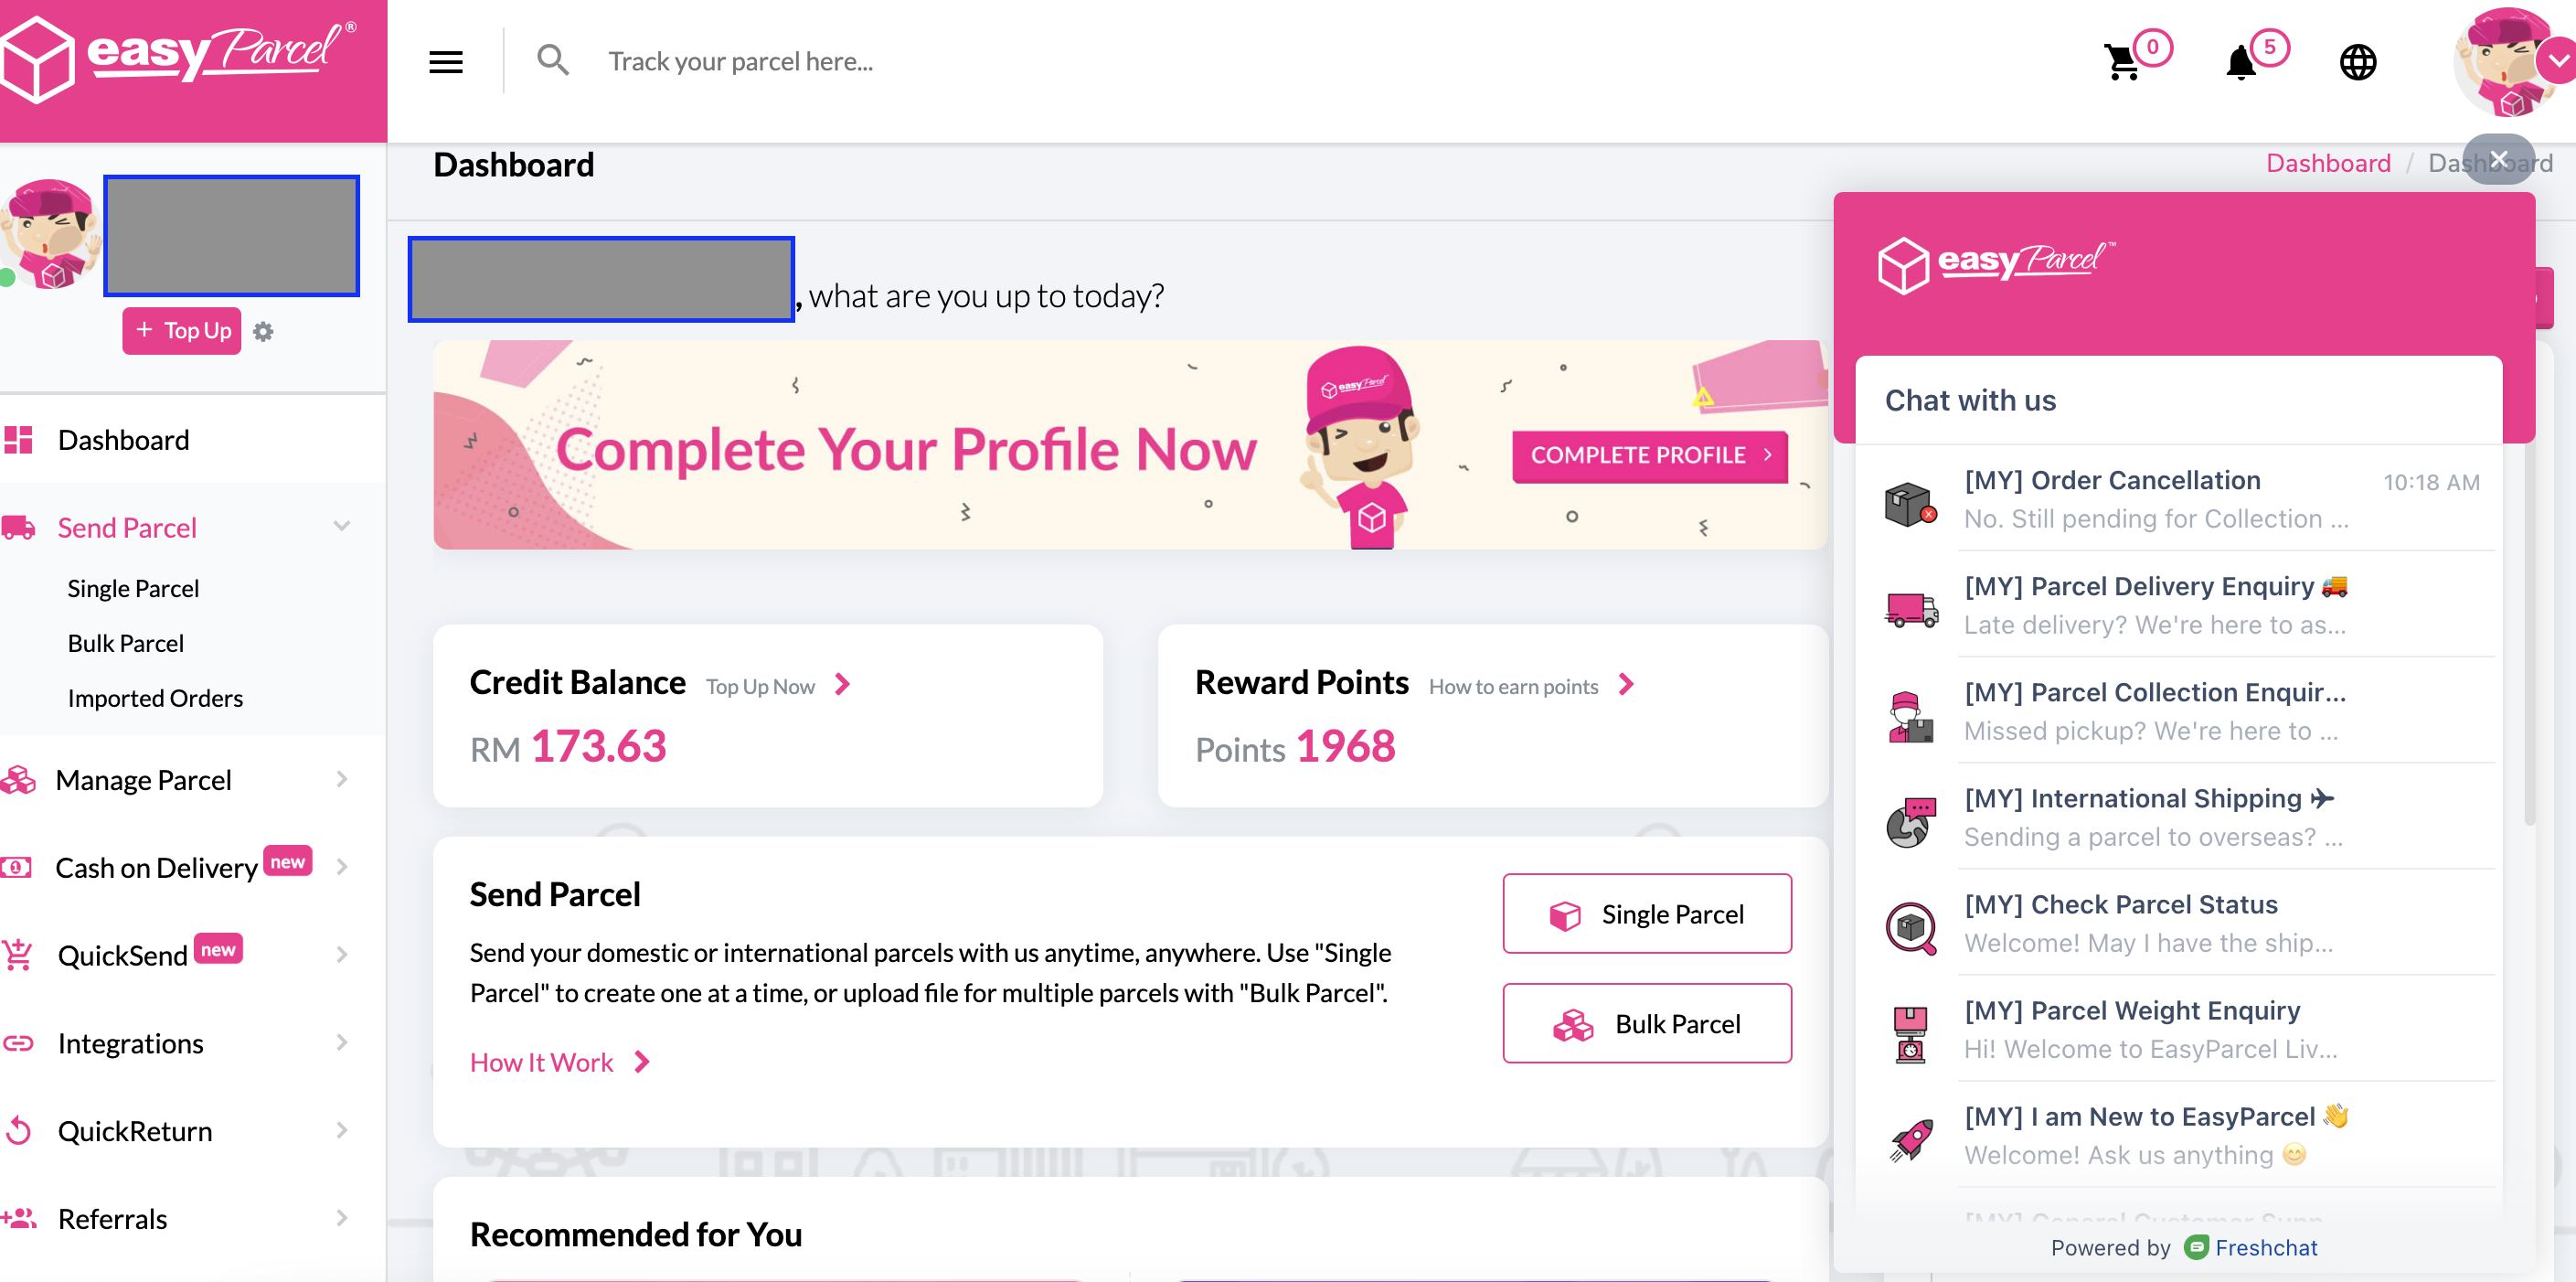 easyParcel®
Track your parcel here...
0
5
Top Up
Dashboard
Send Parcel
Single Parcel
Bulk Parcel
Imported Orders
Manage Parcel
Cash on Delivery new
QuickSend new
Integrations
QuickReturn
Referrals
Dashboard
Dashboard / Dashboard
, what are you up to today?
easyParcel
Complete Your Profile Now
COMPLETE PROFILE
Credit Balance Top Up Now
RM 173.63
Reward Points How to earn points
Points 1968
Send Parcel
Send your domestic or international parcels with us anytime, anywhere. Use "Single
Parcel" to create one at a time, or upload file for multiple parcels with "Bulk Parcel".
How It Work
Single Parcel
Bulk Parcel
Recommended for You
easyParcel™
Chat with us
[MY] Order Cancellation 10:18 AM
No. Still pending for Collection ...
[MY] Parcel Delivery Enquiry 🚚
Late delivery? We're here to as...
[MY] Parcel Collection Enquir...
Missed pickup? We're here to ...
[MY] International Shipping ✈
Sending a parcel to overseas? ...
[MY] Check Parcel Status
Welcome! May I have the ship...
[MY] Parcel Weight Enquiry
Hi! Welcome to EasyParcel Liv...
[MY] I am New to EasyParcel 👋
Welcome! Ask us anything 😊
[MY] General Customer Supp
Powered by Freshchat